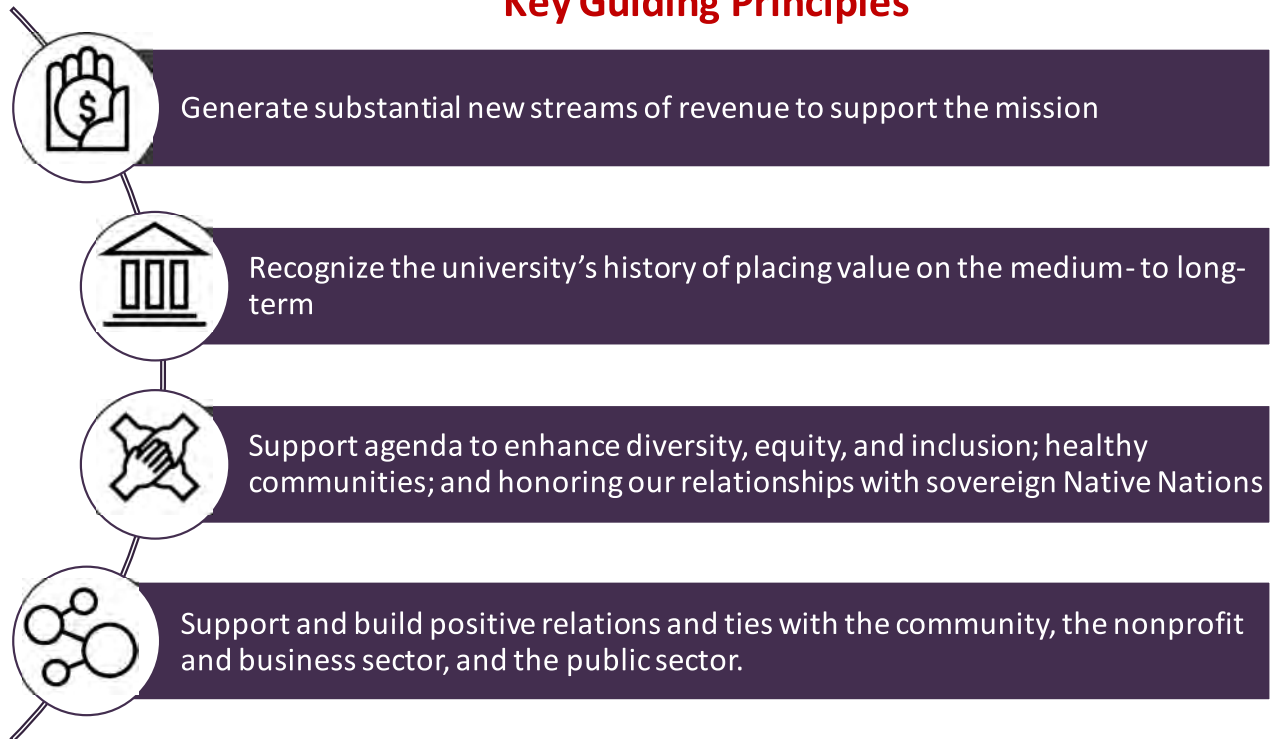 Key Guiding Principles
$
Generate substantial new streams of revenue to support the mission
Recognize the university’s history of placing value on the medium- to long-
term
Support agenda to enhance diversity, equity, and inclusion; healthy
communities; and honoring our relationships with sovereign Native Nations
Support and build positive relations and ties with the community, the nonprofit
and business sector, and the public sector.